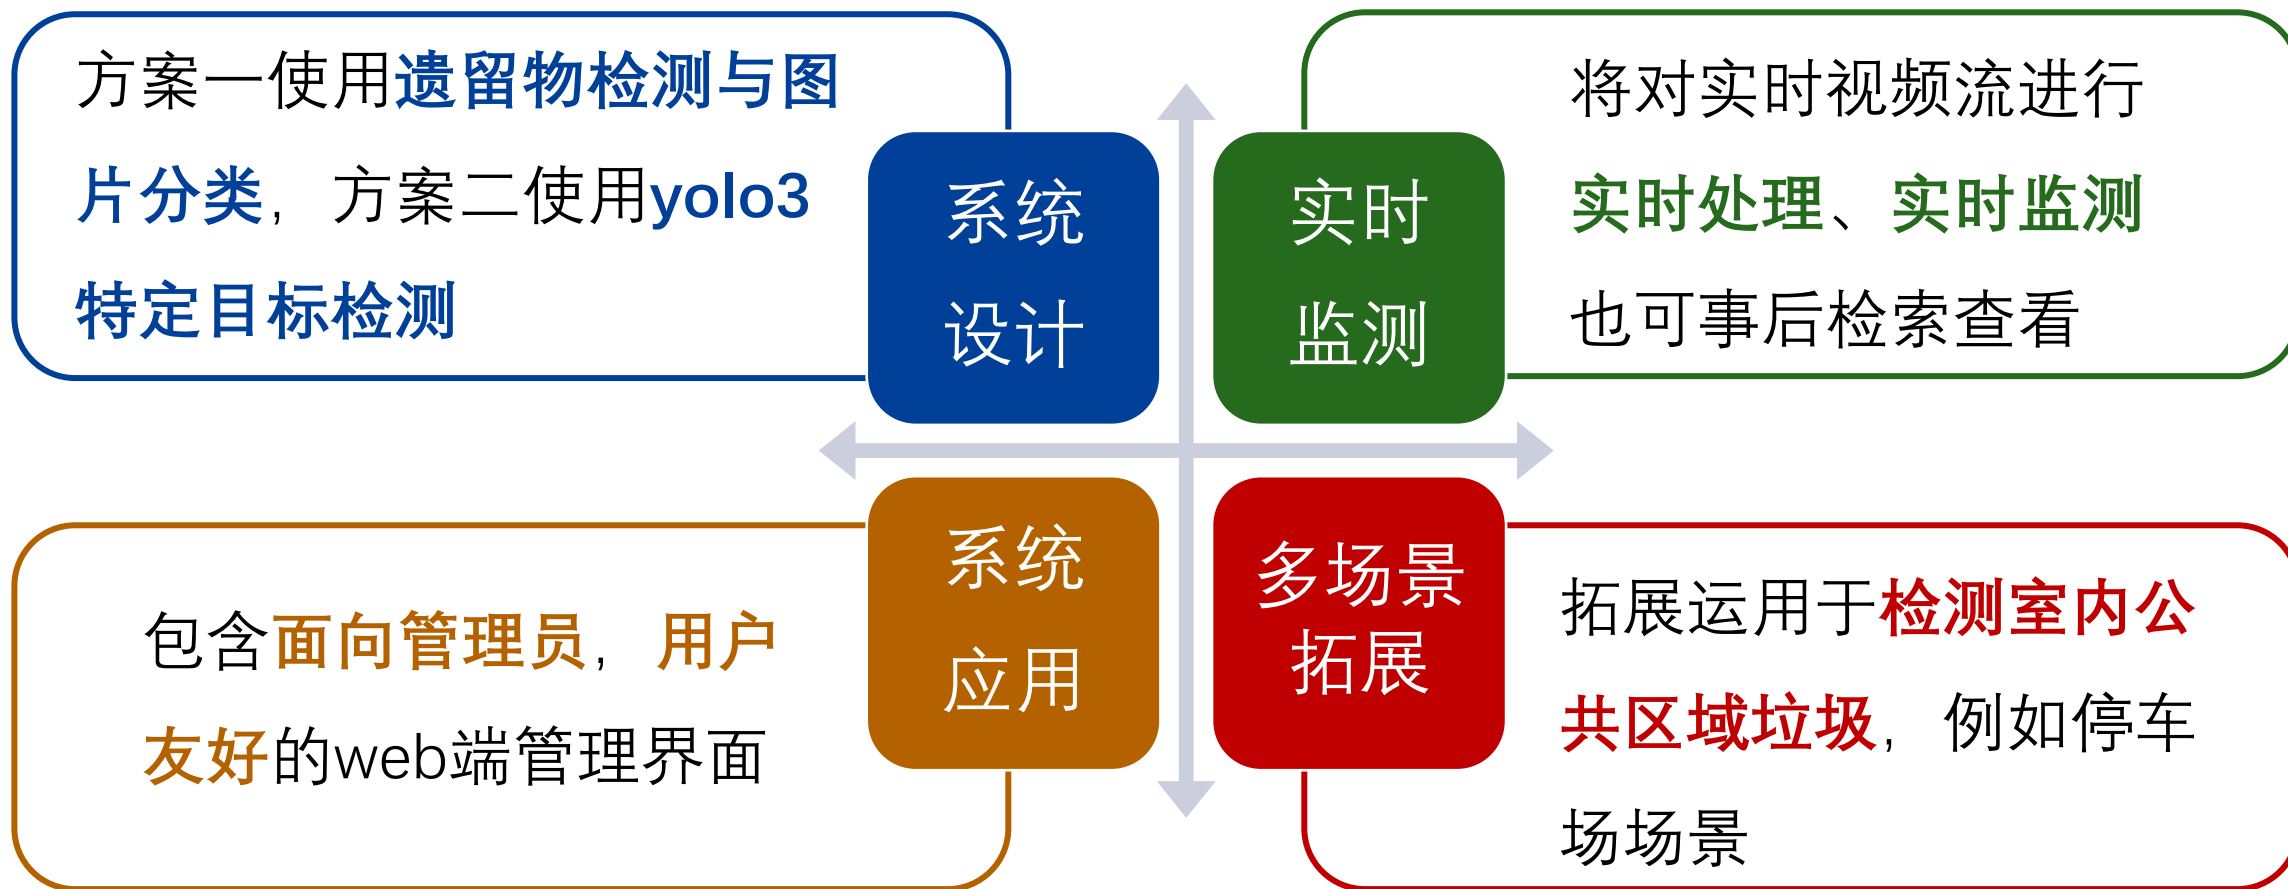 方案一使用遗留物检测与图
片分类，方案二使用yolo3
特定目标检测
系统
设计
实时
监测
将对实时视频流进行
实时处理、实时监测
也可事后检索查看
包含面向管理员，用户
友好的web端管理界面
系统
应用
多场景
拓展
拓展运用于检测室内公
共区域垃圾，例如停车
场场景